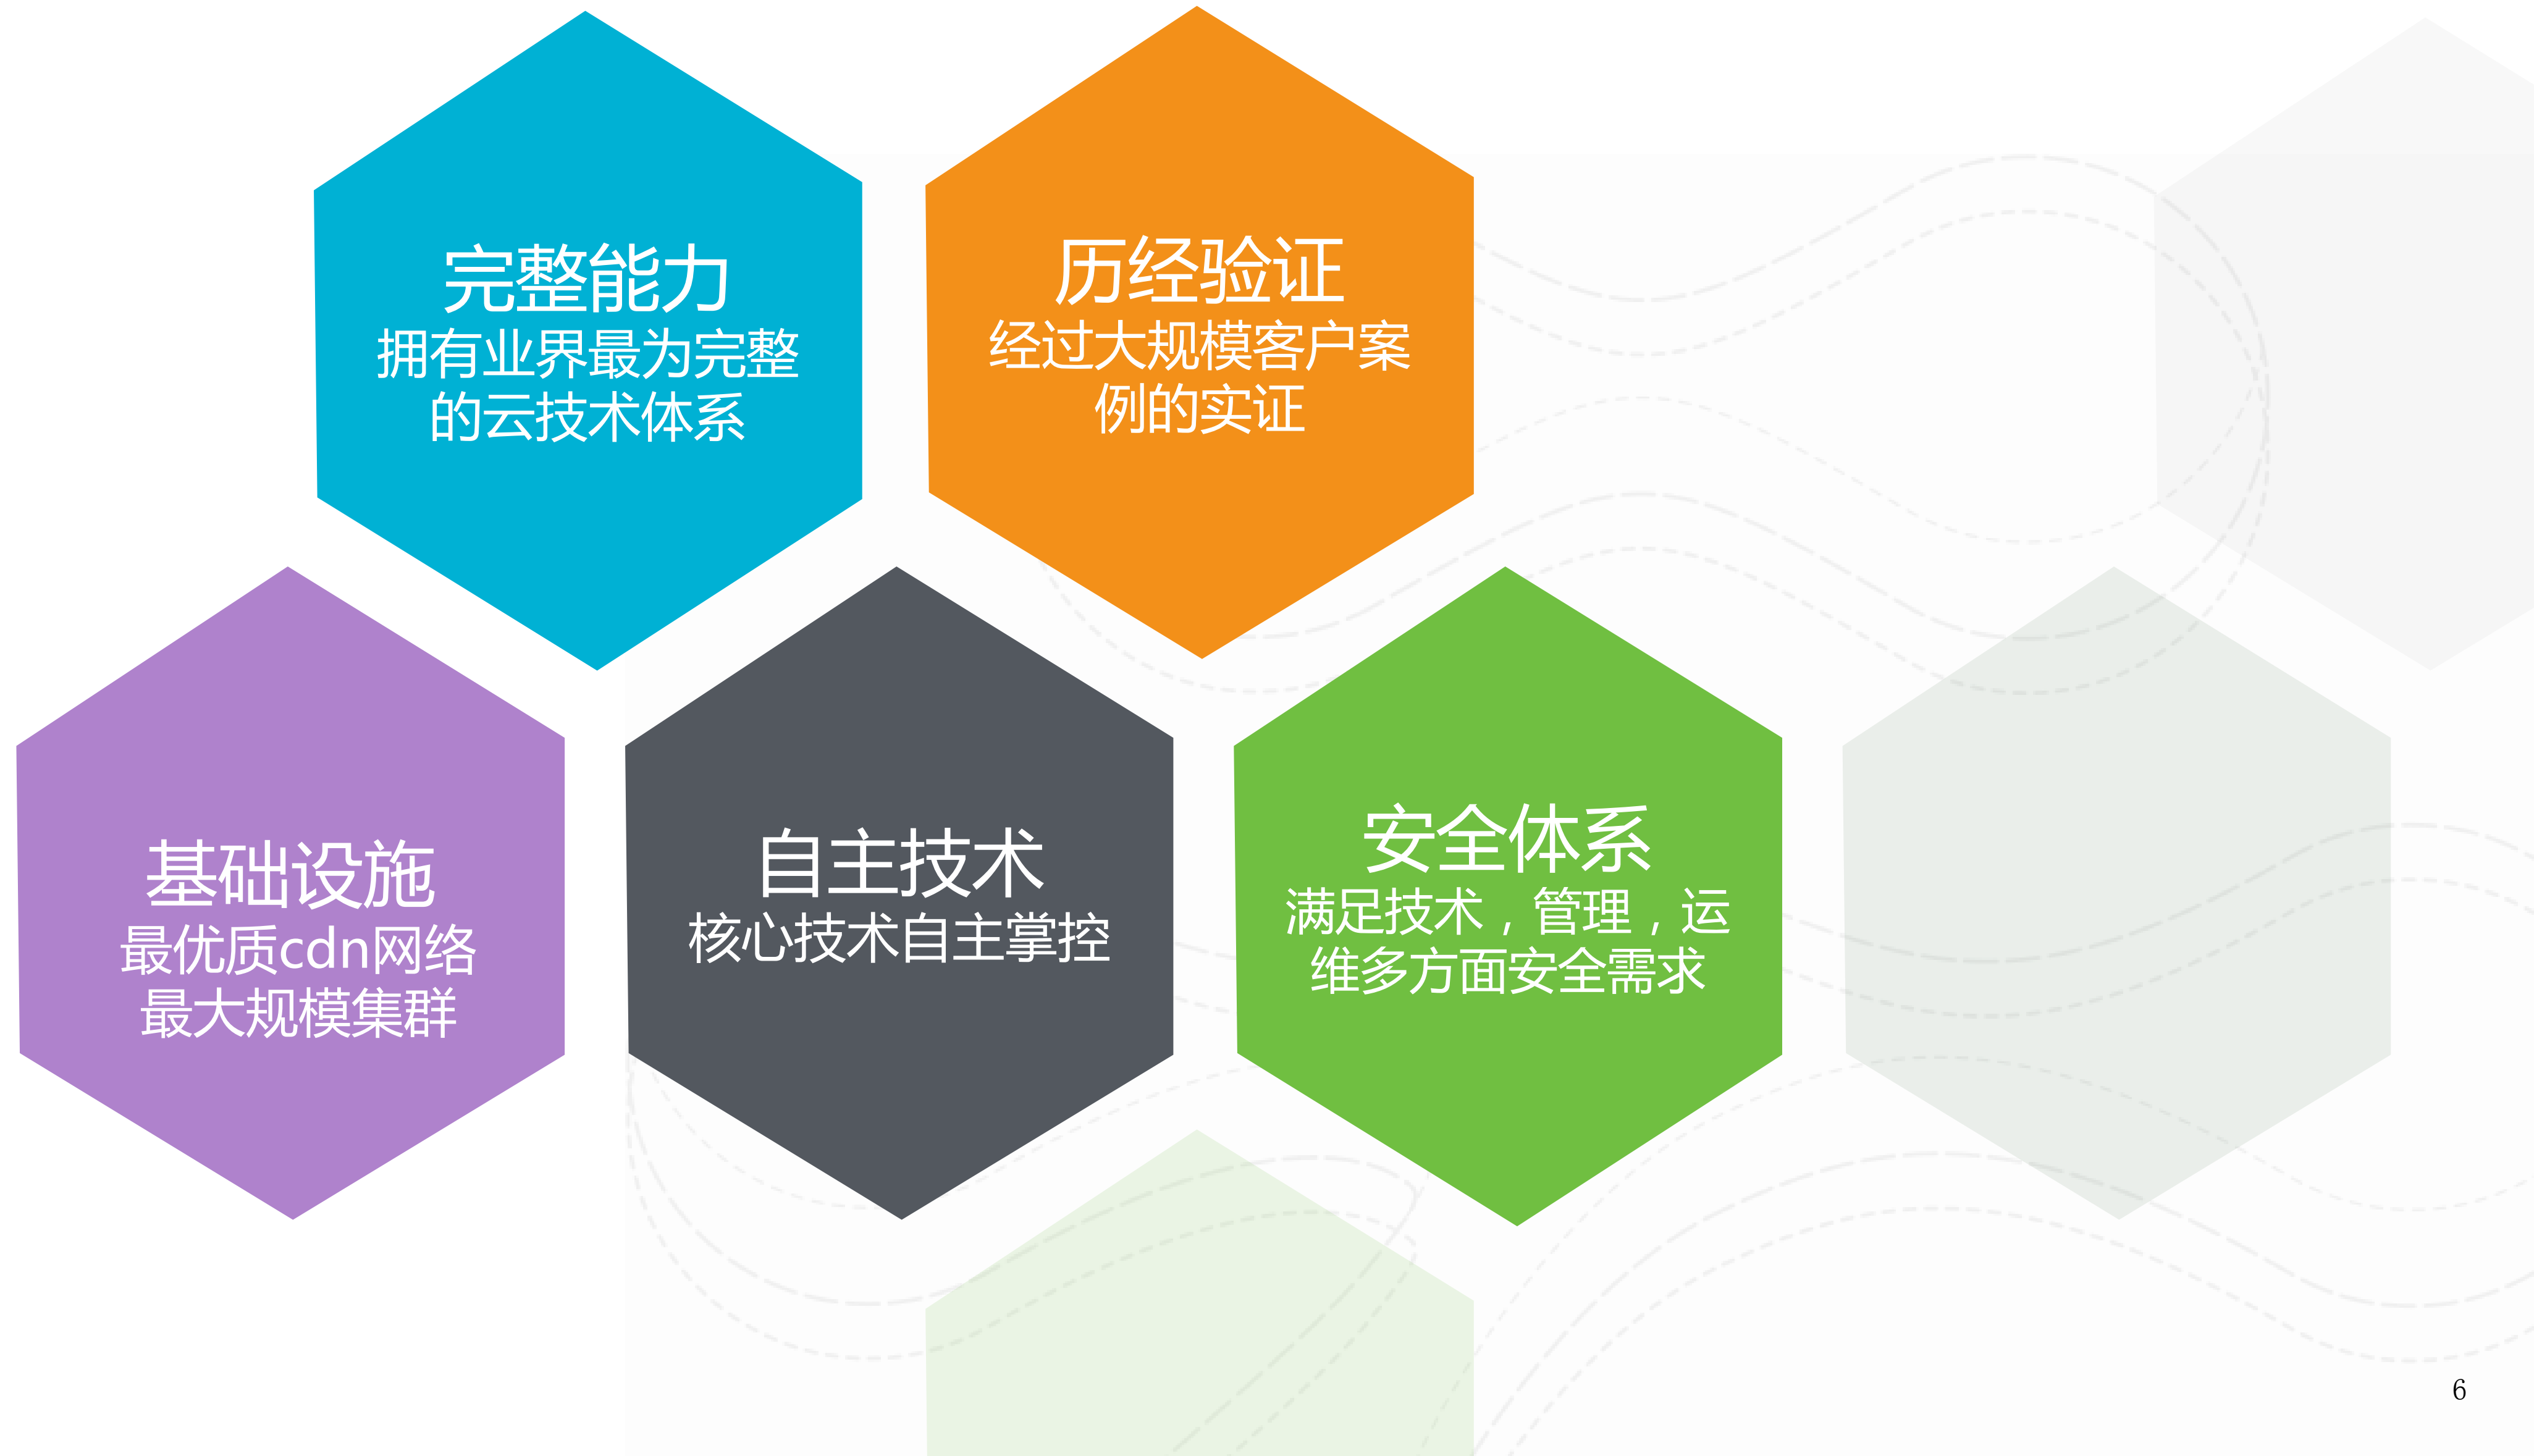 完整能力
拥有业界最为完整
的云技术体系
历经验证
经过大规模客户案
例的实证
基础设施
最优质cdn网络
最大规模集群
自主技术
核心技术自主掌控
安全体系
满足技术，管理，运
维多方面安全需求
6